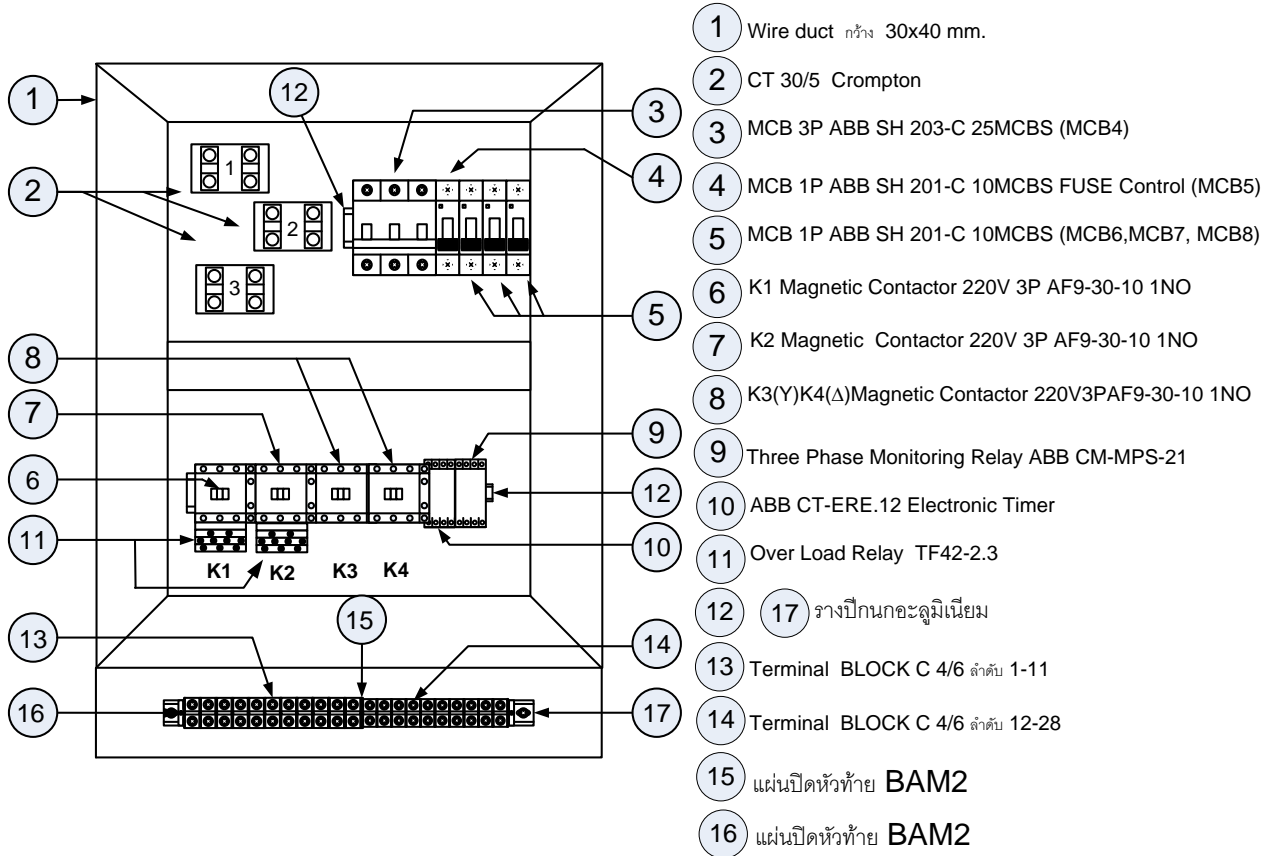 1 Wire duct กว้าง 30x40 mm.
2 CT 30/5 Crompton
3 MCB 3P ABB SH 203-C 25MCBS (MCB4)
4 MCB 1P ABB SH 201-C 10MCBS FUSE Control (MCB5)
5 MCB 1P ABB SH 201-C 10MCBS (MCB6,MCB7, MCB8)
6 K1 Magnetic Contactor 220V 3P AF9-30-10 1NO
7 K2 Magnetic Contactor 220V 3P AF9-30-10 1NO
8 K3(Y)K4(Δ)Magnetic Contactor 220V3PAF9-30-10 1NO
9 Three Phase Monitoring Relay ABB CM-MPS-21
10 ABB CT-ERE.12 Electronic Timer
11 Over Load Relay TF42-2.3
12 17 รางปีกนกอะลูมิเนียม
13 Terminal BLOCK C 4/6 ลำดับ 1-11
14 Terminal BLOCK C 4/6 ลำดับ 12-28
15 แผ่นปิดหัวท้าย BAM2
16 แผ่นปิดหัวท้าย BAM2
1
12
3
1
2
4
2
3
5
8
7
9
6
12
11
10
K1 K2 K3 K4
15
13
14
16
17